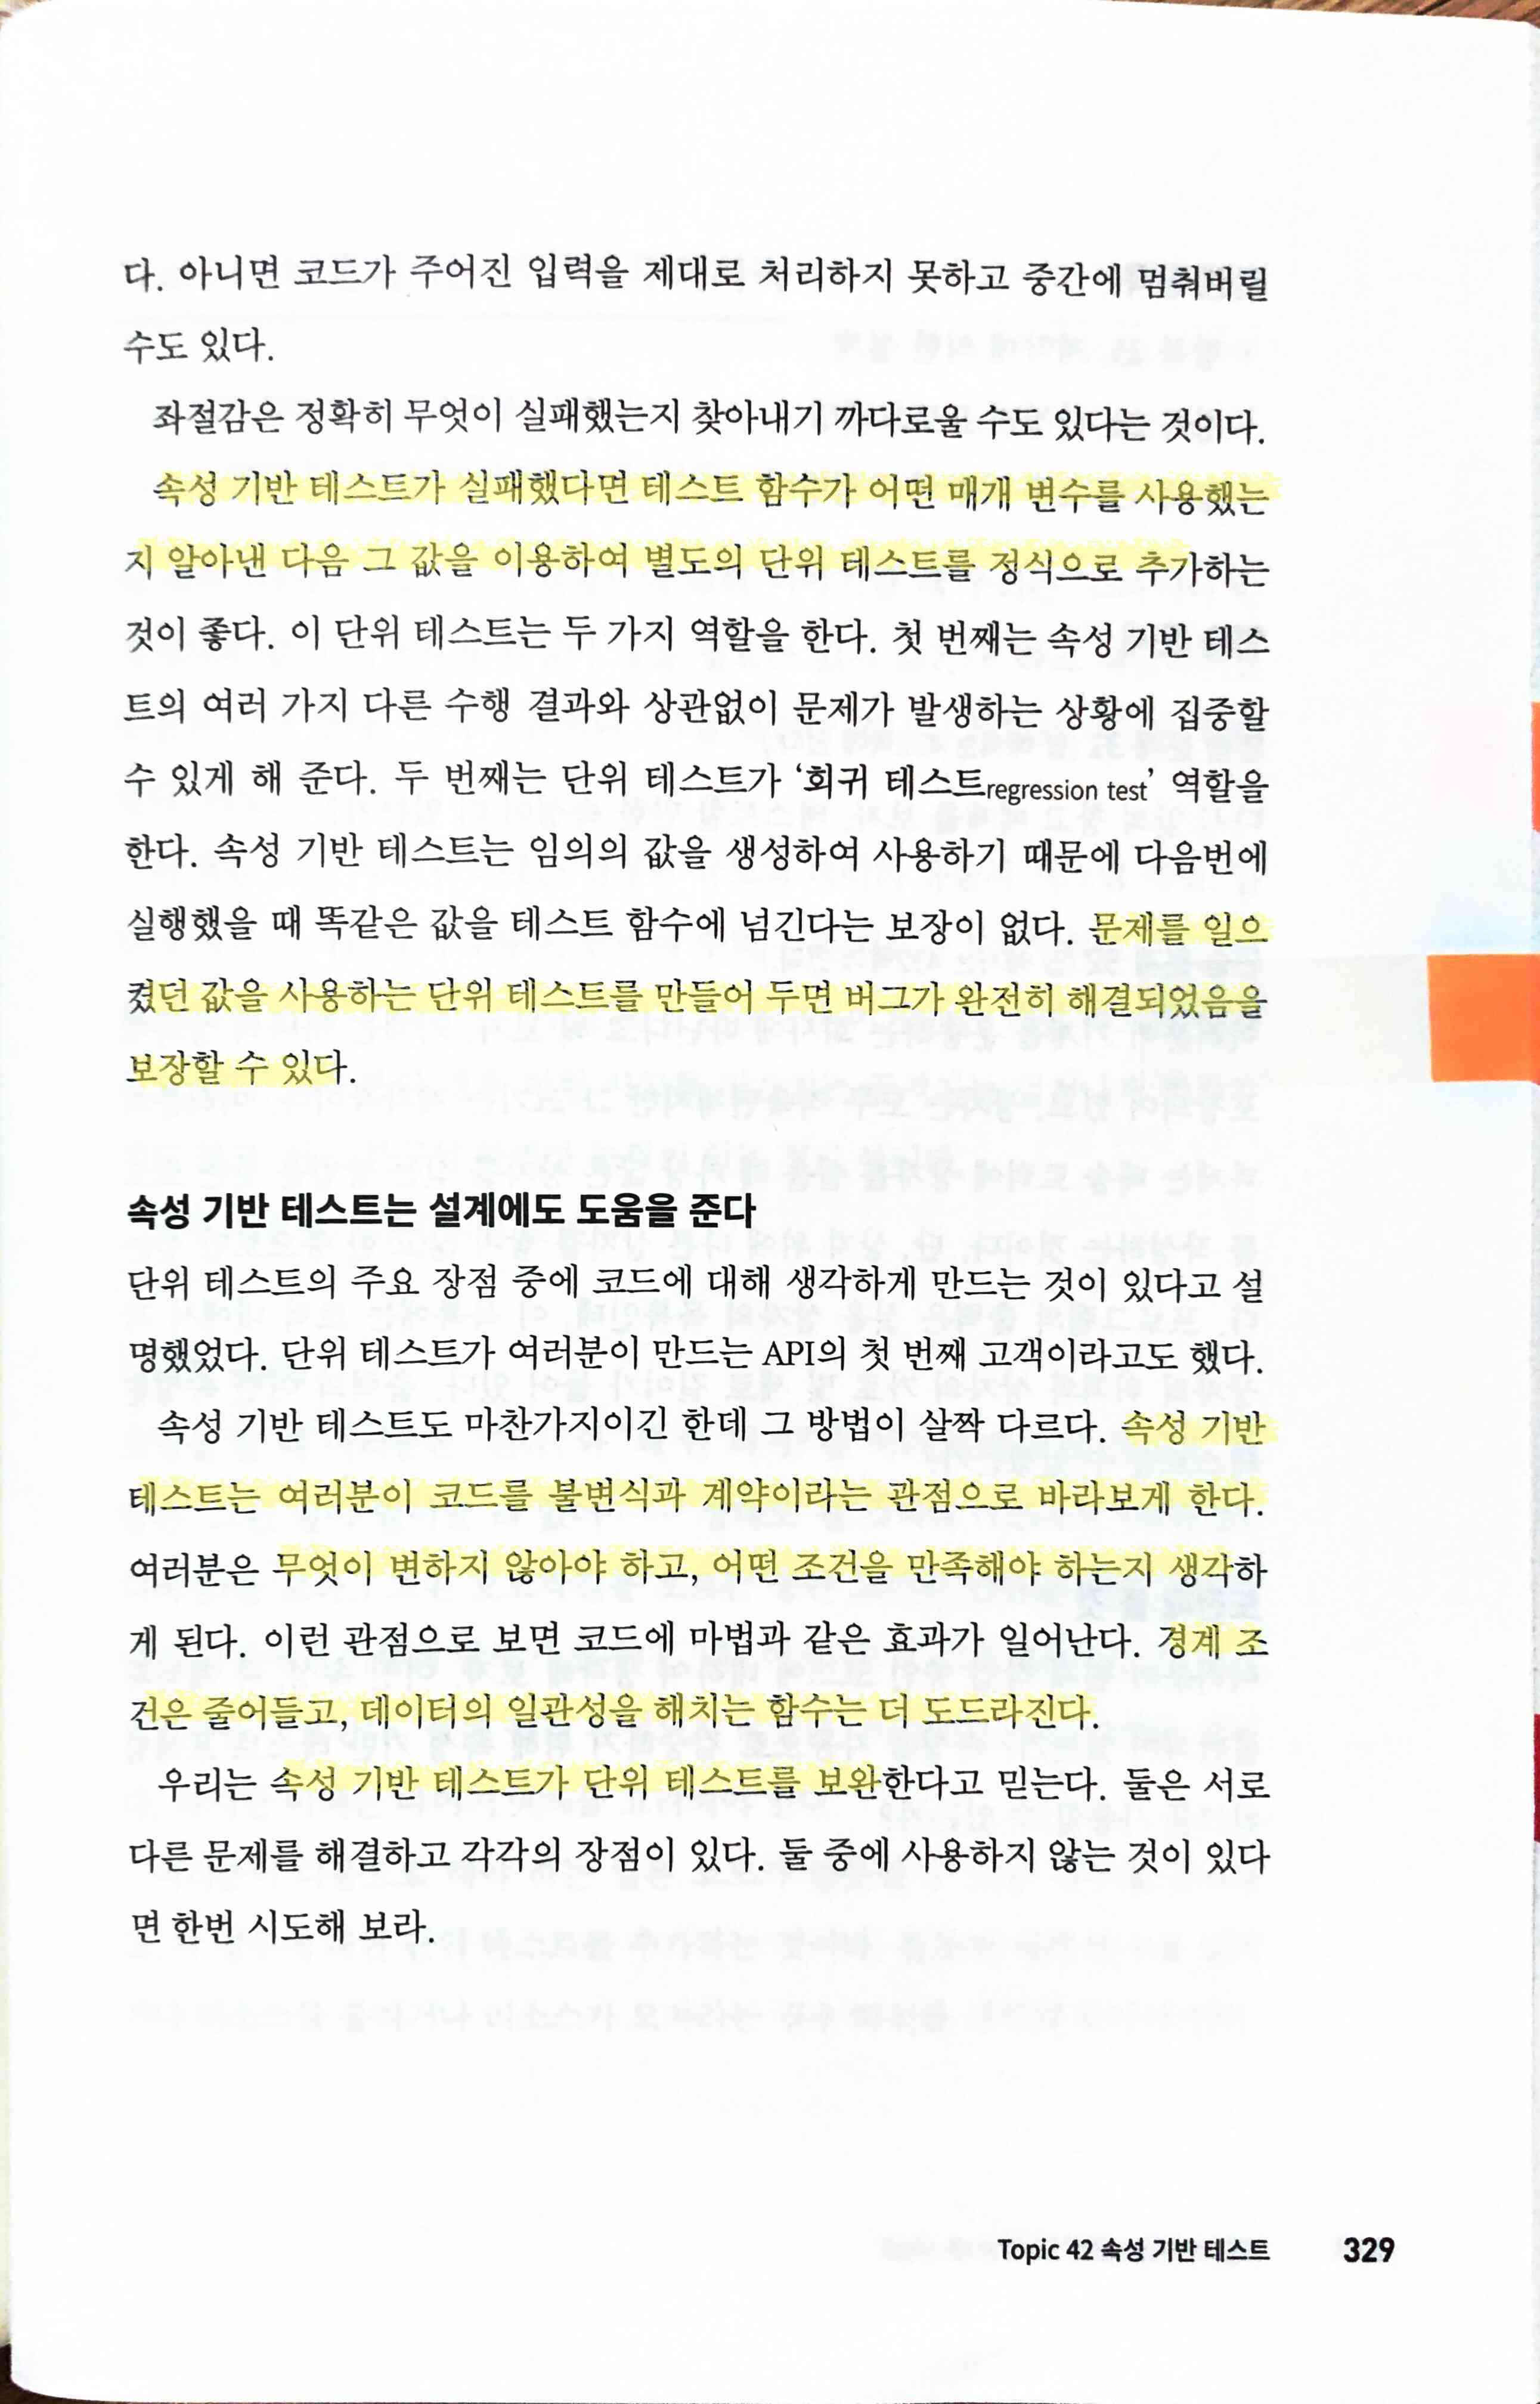 다. 아니면 코드가 주어진 입력을 제대로 처리하지 못하고 중간에 멈춰버릴
수도 있다.
좌절감은 정확히 무엇이 실패했는지 찾아내기 까다로울 수도 있다는 것이다.
속성 기반 테스트가 실패했다면 테스트 함수가 어떤 매개 변수를 사용했는
지 알아낸 다음 그 값을 이용하여 별도의 단위 테스트를 정식으로 추가하는
것이 좋다. 이 단위 테스트는 두 가지 역할을 한다. 첫 번째는 속성 기반 테스
트의 여러 가지 다른 수행 결과와 상관없이 문제가 발생하는 상황에 집중할
수 있게 해 준다. 두 번째는 단위 테스트가 ‘회귀 테스트regression test’ 역할을
한다. 속성 기반 테스트는 임의의 값을 생성하여 사용하기 때문에 다음번에
실행했을 때 똑같은 값을 테스트 함수에 넘긴다는 보장이 없다. 문제를 일으
켰던 값을 사용하는 단위 테스트를 만들어 두면 버그가 완전히 해결되었음을
보장할 수 있다.
속성 기반 테스트는 설계에도 도움을 준다
단위 테스트의 주요 장점 중에 코드에 대해 생각하게 만드는 것이 있다고 설
명했었다. 단위 테스트가 여러분이 만드는 API의 첫 번째 고객이라고도 했다.
속성 기반 테스트도 마찬가지이긴 한데 그 방법이 살짝 다르다. 속성 기반
테스트는 여러분이 코드를 불변식과 계약이라는 관점으로 바라보게 한다.
여러분은 무엇이 변하지 않아야 하고, 어떤 조건을 만족해야 하는지 생각하
게 된다. 이런 관점으로 보면 코드에 마법과 같은 효과가 일어난다. 경계 조
건은 줄어들고, 데이터의 일관성을 해치는 함수는 더 도드라진다.
우리는 속성 기반 테스트가 단위 테스트를 보완한다고 믿는다. 둘은 서로
다른 문제를 해결하고 각각의 장점이 있다. 둘 중에 사용하지 않는 것이 있다
면 한번 시도해 보라.
Topic 42 속성 기반 테스트 329